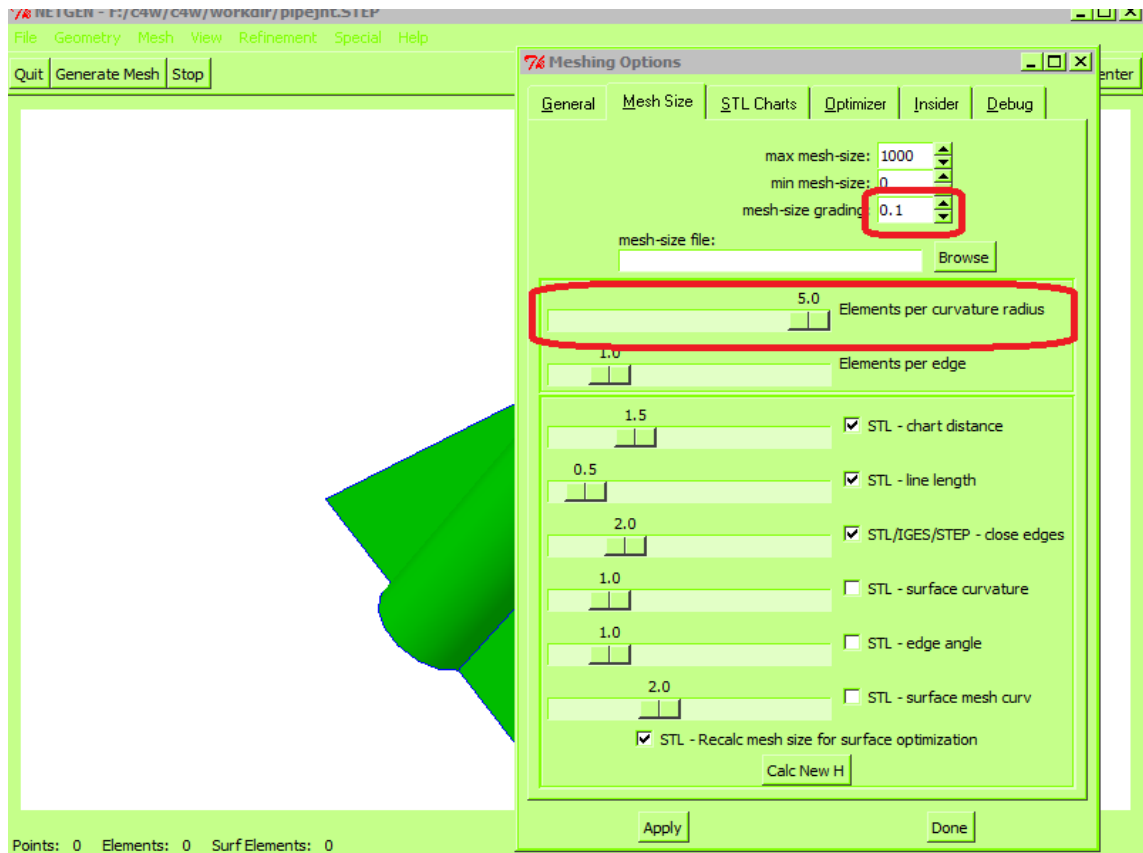 NETGEN - F:/c4w/c4w/workdir/pipejnt.STEP
File Geometry Mesh View Refinement Special Help
Quit Generate Mesh Stop
enter
Meshing Options
General Mesh Size STL Charts Optimizer Insider Debug
max mesh-size: 1000
min mesh-size: 0
mesh-size grading: 0.1
mesh-size file:
Browse
5.0
Elements per curvature radius
1.0
Elements per edge
1.5
STL - chart distance
0.5
STL - line length
2.0
STL/IGES/STEP - close edges
1.0
STL - surface curvature
1.0
STL - edge angle
2.0
STL - surface mesh curv
STL - Recalc mesh size for surface optimization
Calc New H
Apply Done
Points: 0 Elements: 0 Surf Elements: 0